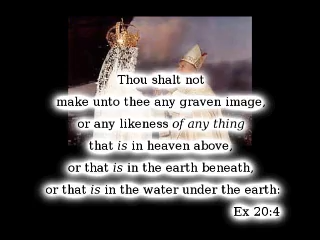 Thou shalt not
make unto thee any graven image,
or any likeness of any thing
that is in heaven above,
or that is in the earth beneath,
or that is in the water under the earth:
Ex 20:4